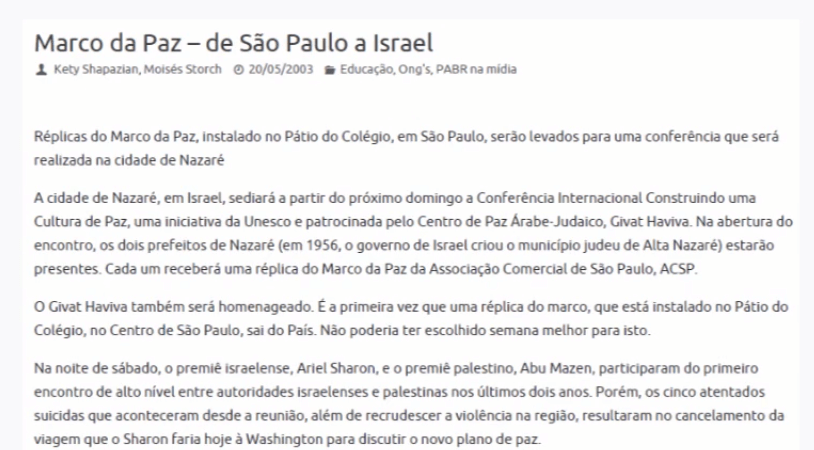 Marco da Paz – de São Paulo a Israel
Kety Shapazian, Moisés Storch 20/05/2003 Educação, Ong's, PABR na mídia
Réplicas do Marco da Paz, instalado no Pátio do Colégio, em São Paulo, serão levados para uma conferência que será
realizada na cidade de Nazaré
A cidade de Nazaré, em Israel, sediará a partir do próximo domingo a Conferência Internacional Construindo uma
Cultura de Paz, uma iniciativa da Unesco e patrocinada pelo Centro de Paz Árabe-Judaico, Givat Haviva. Na abertura do
encontro, os dois prefeitos de Nazaré (em 1956, o governo de Israel criou o município judeu de Alta Nazaré) estarão
presentes. Cada um receberá uma réplica do Marco da Paz da Associação Comercial de São Paulo, ACSP.
O Givat Haviva também será homenageado. É a primeira vez que uma réplica do marco, que está instalado no Pátio do
Colégio, no Centro de São Paulo, sai do País. Não poderia ter escolhido semana melhor para isto.
Na noite de sábado, o premiê israelense, Ariel Sharon, e o premiê palestino, Abu Mazen, participaram do primeiro
encontro de alto nível entre autoridades israelenses e palestinas nos últimos dois anos. Porém, os cinco atentados
suicidas que aconteceram desde a reunião, além de recrudescer a violência na região, resultaram no cancelamento da
viagem que o Sharon faria hoje à Washington para discutir o novo plano de paz.